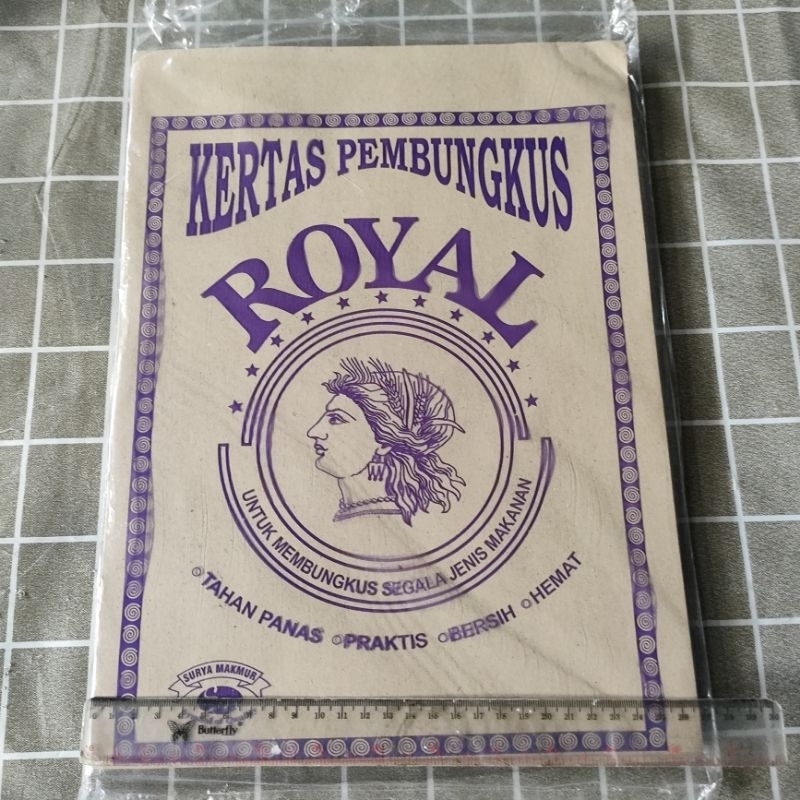 KERTAS PEMBUNGKUS
ROYAL
UNTUK MEMBUNGKUS SEGALA JENIS MAKANAN
TAHAN PANAS PRAKTIS BERSIH HEMAT
SURYA MAKMUR
Butterfly